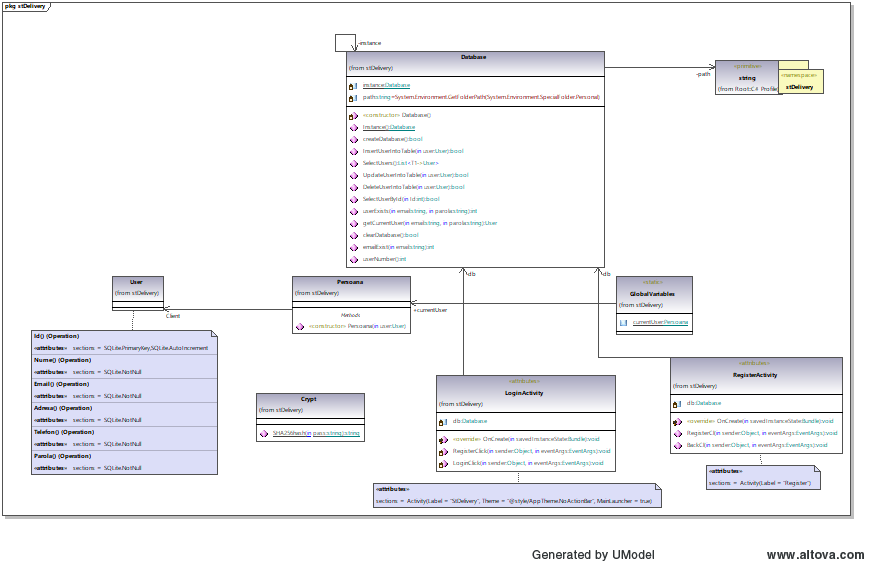 pkg stDelivery
-instance
Database
(from stDelivery)
instance:Database
path:string=System.Environment.GetFolderPath(System.Environment.SpecialFolder.Personal)
«constructor» Database()
Instance():Database
createDatabase():bool
InsertUserIntoTable(in user:User):bool
SelectUsers():List<T1->User>
UpdateUserIntoTable(in user:User):bool
DeleteUserIntoTable(in user:User):bool
SelectUserById(in Id:int):bool
userExists(in email:string, in parola:string):int
getCurrentUser(in email:string, in parola:string):User
clearDatabase():bool
emailExist(in email:string):int
userNumber():int
-path
«primitive»
string
(from Root:C# Profile)
«namespace»
stDelivery
-db
-db
User
(from stDelivery)
Client
Persoana
(from stDelivery)
Methods
«constructor» Persoana(in user:User)
+currentUser
«static»
GlobalVariables
(from stDelivery)
currentUser:Persoana
Id() (Operation)
«attributes» sections = SQLite.PrimaryKey,SQLite.AutoIncrement
Nume() (Operation)
«attributes» sections = SQLite.NotNull
Email() (Operation)
«attributes» sections = SQLite.NotNull
Adresa() (Operation)
«attributes» sections = SQLite.NotNull
Telefon() (Operation)
«attributes» sections = SQLite.NotNull
Parola() (Operation)
«attributes» sections = SQLite.NotNull
Crypt
(from stDelivery)
SHA256hash(in pass:string):string
«attributes»
LoginActivity
(from stDelivery)
db:Database
«override» OnCreate(in savedInstanceState:Bundle):void
RegisterClick(in sender:Object, in eventArgs:EventArgs):void
LoginClick(in sender:Object, in eventArgs:EventArgs):void
«attributes»
sections = Activity(Label = "StDelivery", Theme = "@style/AppTheme.NoActionBar", MainLauncher = true)
«attributes»
RegisterActivity
(from stDelivery)
db:Database
«override» OnCreate(in savedInstanceState:Bundle):void
RegisterCl(in sender:Object, in eventArgs:EventArgs):void
BackCl(in sender:Object, in eventArgs:EventArgs):void
«attributes»
sections = Activity(Label = "Register")
Generated by UModel
www.altova.com